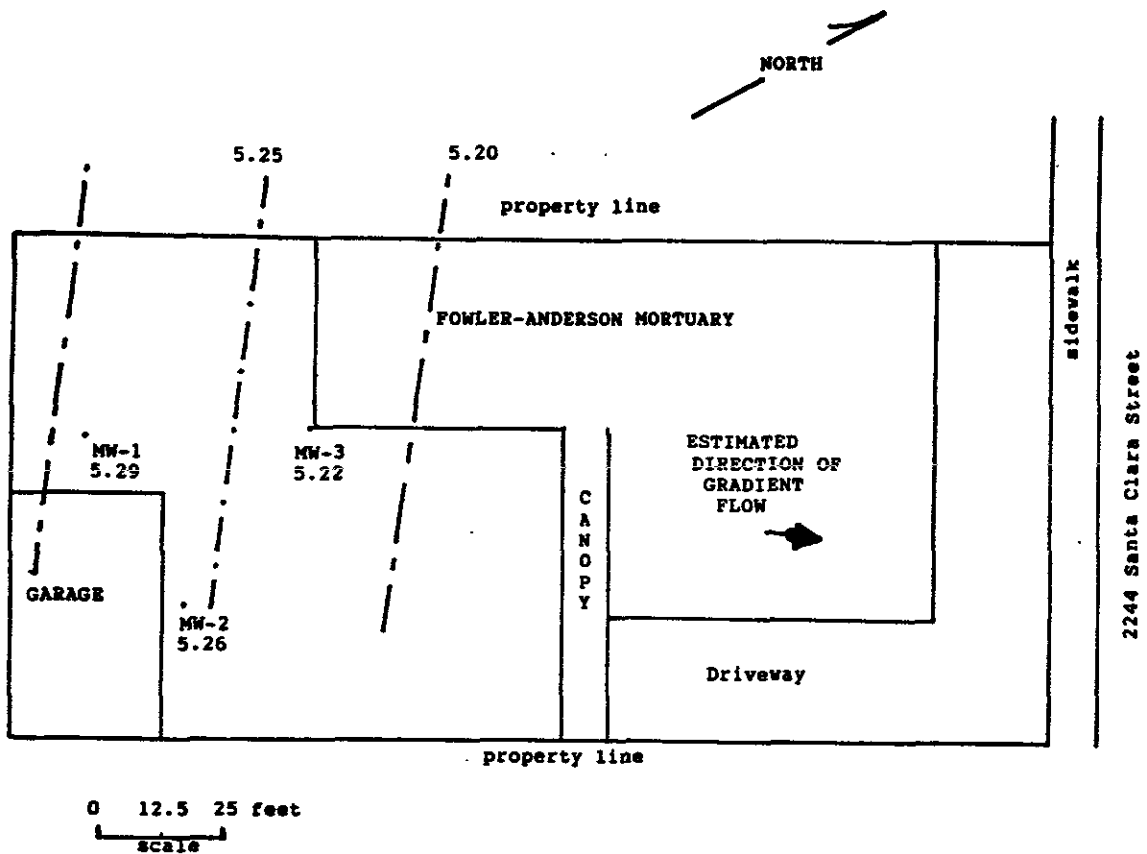 NORTH
5.25
5.20
property line
sidewalk
FOWLER-ANDERSON MORTUARY
2244 Santa Clara Street
MW-1
5.29
MW-3
5.22
ESTIMATED
DIRECTION OF
GRADIENT
FLOW
CANOPY
GARAGE
MW-2
5.26
Driveway
property line
0 12.5 25 feet
scale